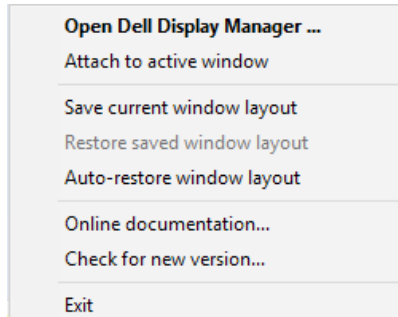 Open Dell Display Manager ...
Attach to active window
Save current window layout
Restore saved window layout
Auto-restore window layout
Online documentation...
Check for new version...
Exit